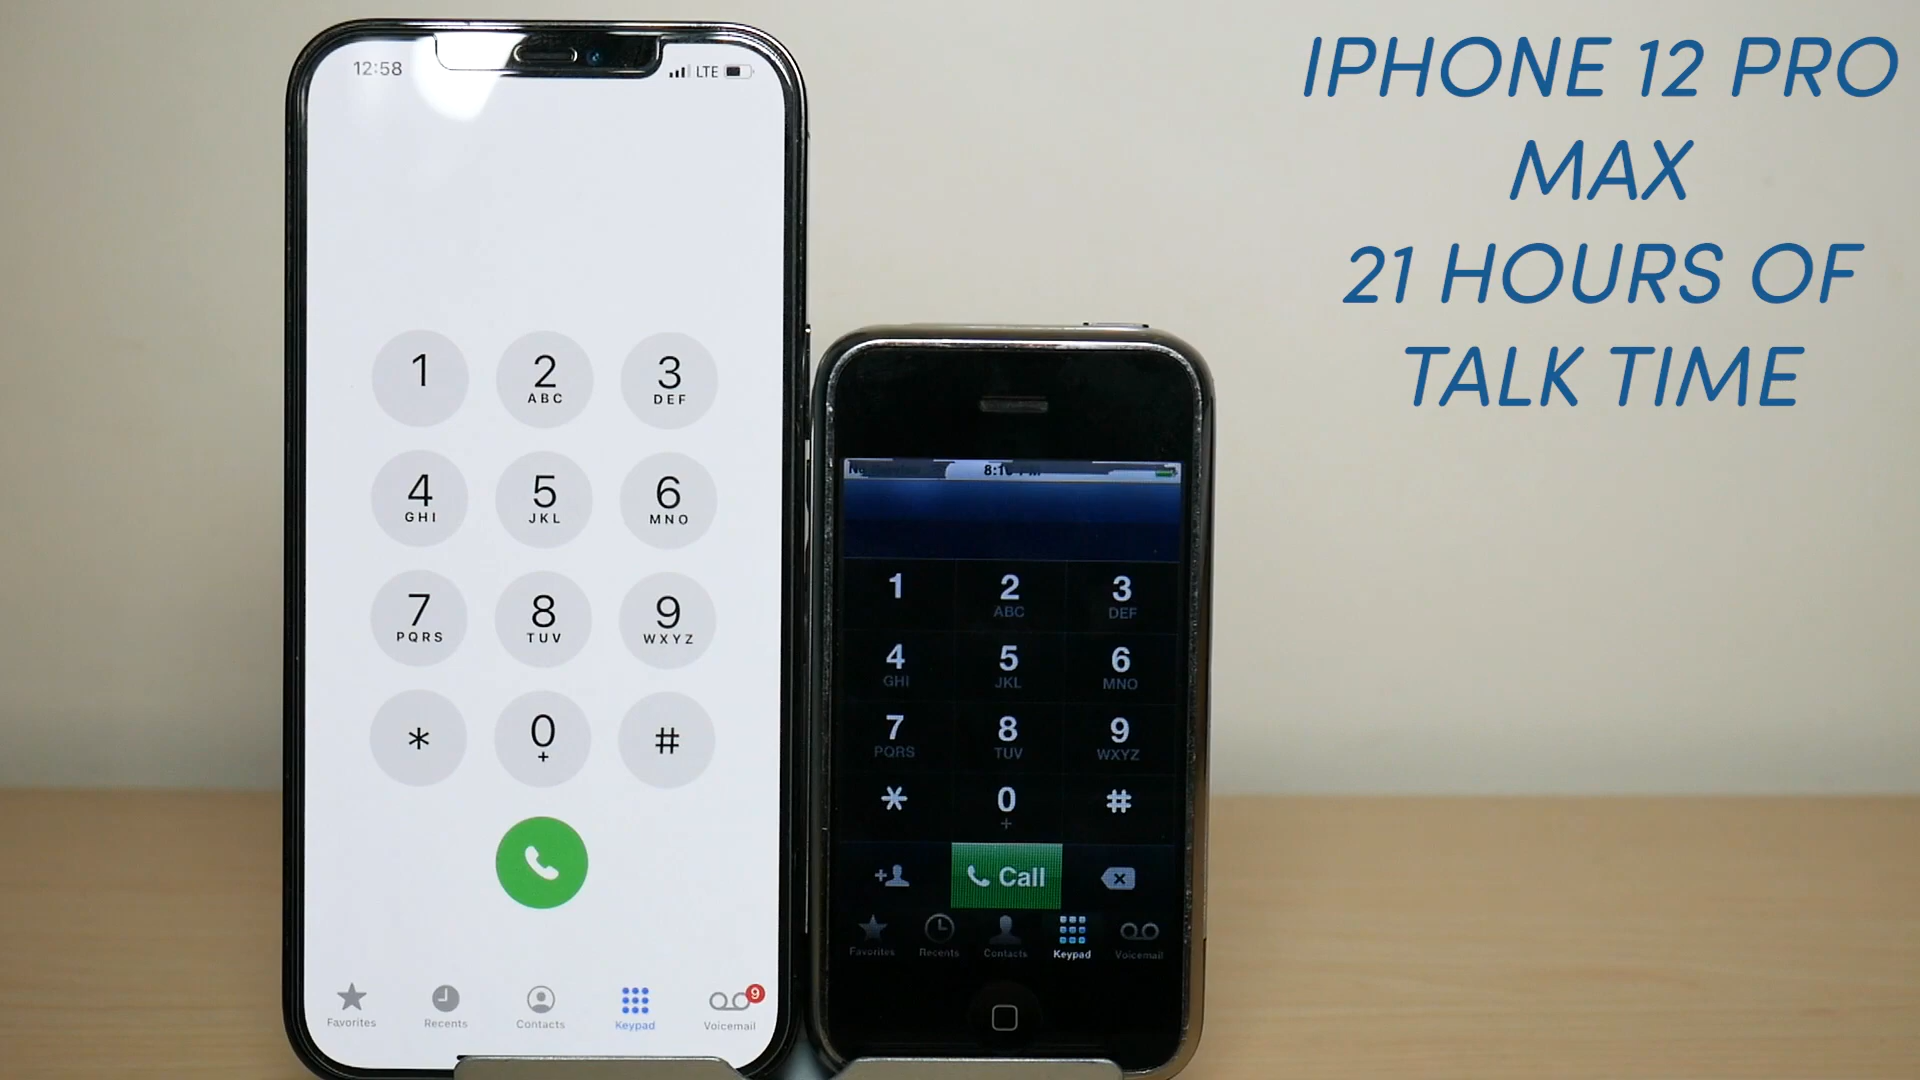 IPHONE 12 PRO
MAX
21 HOURS OF
TALK TIME
12:58
LTE
1
2
3
ABC
DEF
4
5
6
GHI
JKL
MNO
7
8
9
PQRS
TUV
WXYZ
*
0
#
+
9
Favorites
Recents
Contacts
Keypad
Voicemail
1
2
3
ABC
DEF
4
5
6
GHI
JKL
MNO
7
8
9
PQRS
TUV
WXYZ
*
0
#
+
Call
Favorites
Recents
Contacts
Keypad
Voicemail